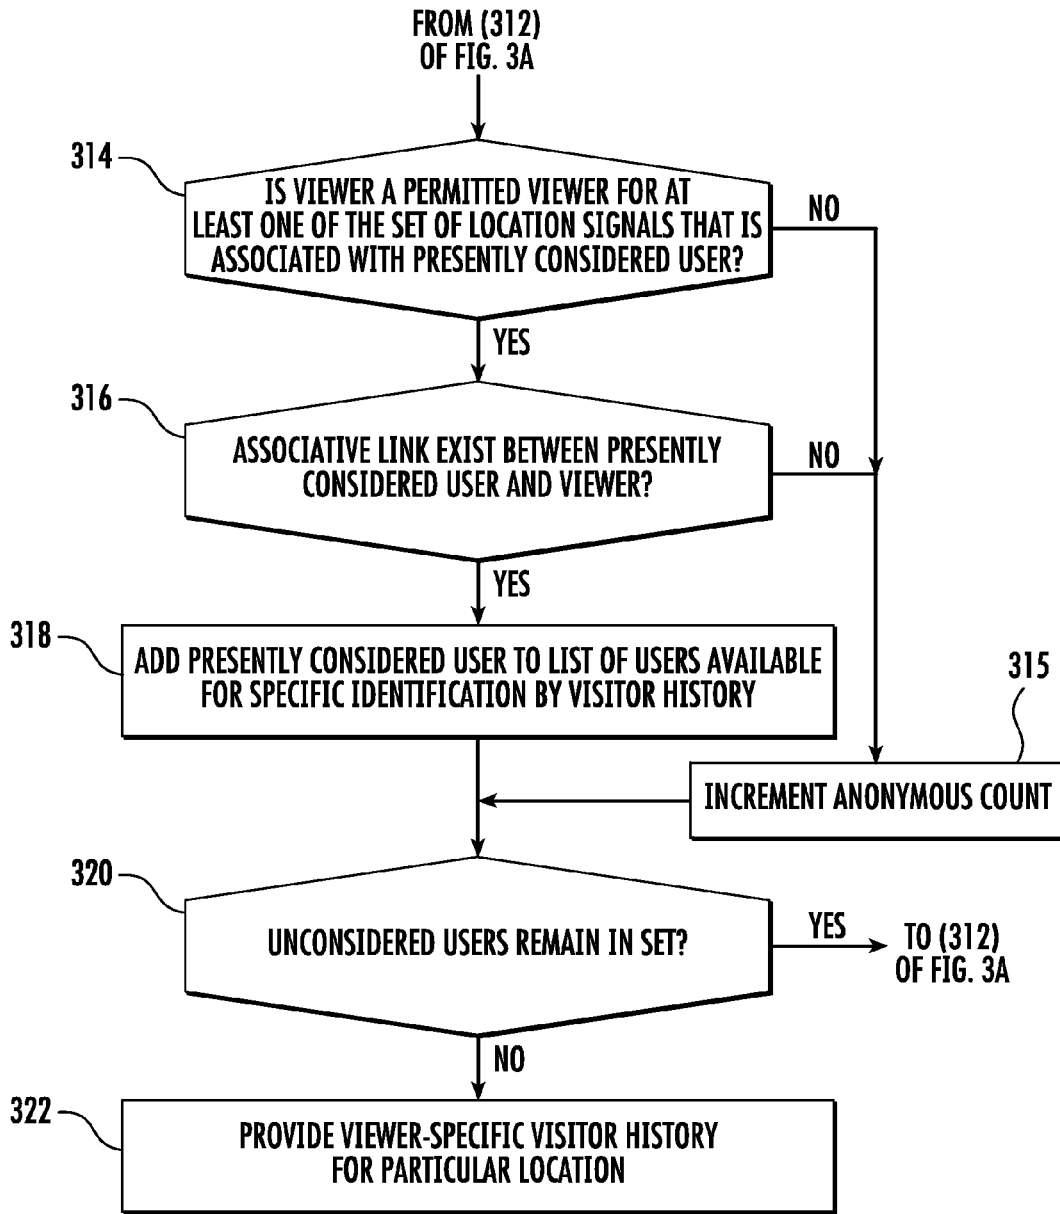 FROM (312)
OF FIG. 3A
314
IS VIEWER A PERMITTED VIEWER FOR AT
LEAST ONE OF THE SET OF LOCATION SIGNALS THAT IS
ASSOCIATED WITH PRESENTLY CONSIDERED USER?
NO
YES
316
ASSOCIATIVE LINK EXIST BETWEEN PRESENTLY
CONSIDERED USER AND VIEWER?
NO
YES
318
ADD PRESENTLY CONSIDERED USER TO LIST OF USERS AVAILABLE
FOR SPECIFIC IDENTIFICATION BY VISITOR HISTORY
315
INCREMENT ANONYMOUS COUNT
320
UNCONSIDERED USERS REMAIN IN SET?
YES
TO (312)
OF FIG. 3A
NO
322
PROVIDE VIEWER-SPECIFIC VISITOR HISTORY
FOR PARTICULAR LOCATION